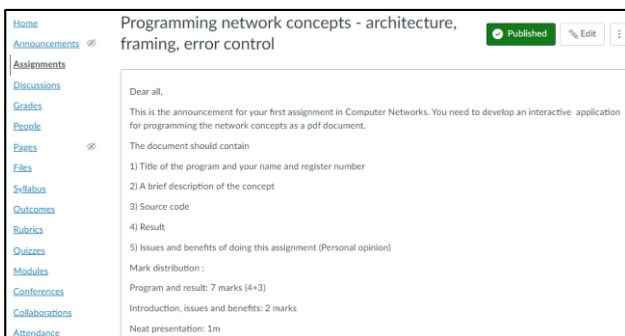 Home
Announcements
Assignments
Discussions
Grades
People
Pages
Files
Syllabus
Outcomes
Rubrics
Quizzes
Modules
Conferences
Collaborations
Attendance
Programming network concepts - architecture,
framing, error control
Published
Edit
Dear all,
This is the announcement for your first assignment in Computer Networks. You need to develop an interactive application
for programming the network concepts as a pdf document.
The document should contain
1) Title of the program and your name and register number
2) A brief description of the concept
3) Source code
4) Result
5) Issues and benefits of doing this assignment (Personal opinion)
Mark distribution :
Program and result: 7 marks (4+3)
Introduction, issues and benefits: 2 marks
Neat presentation: 1m